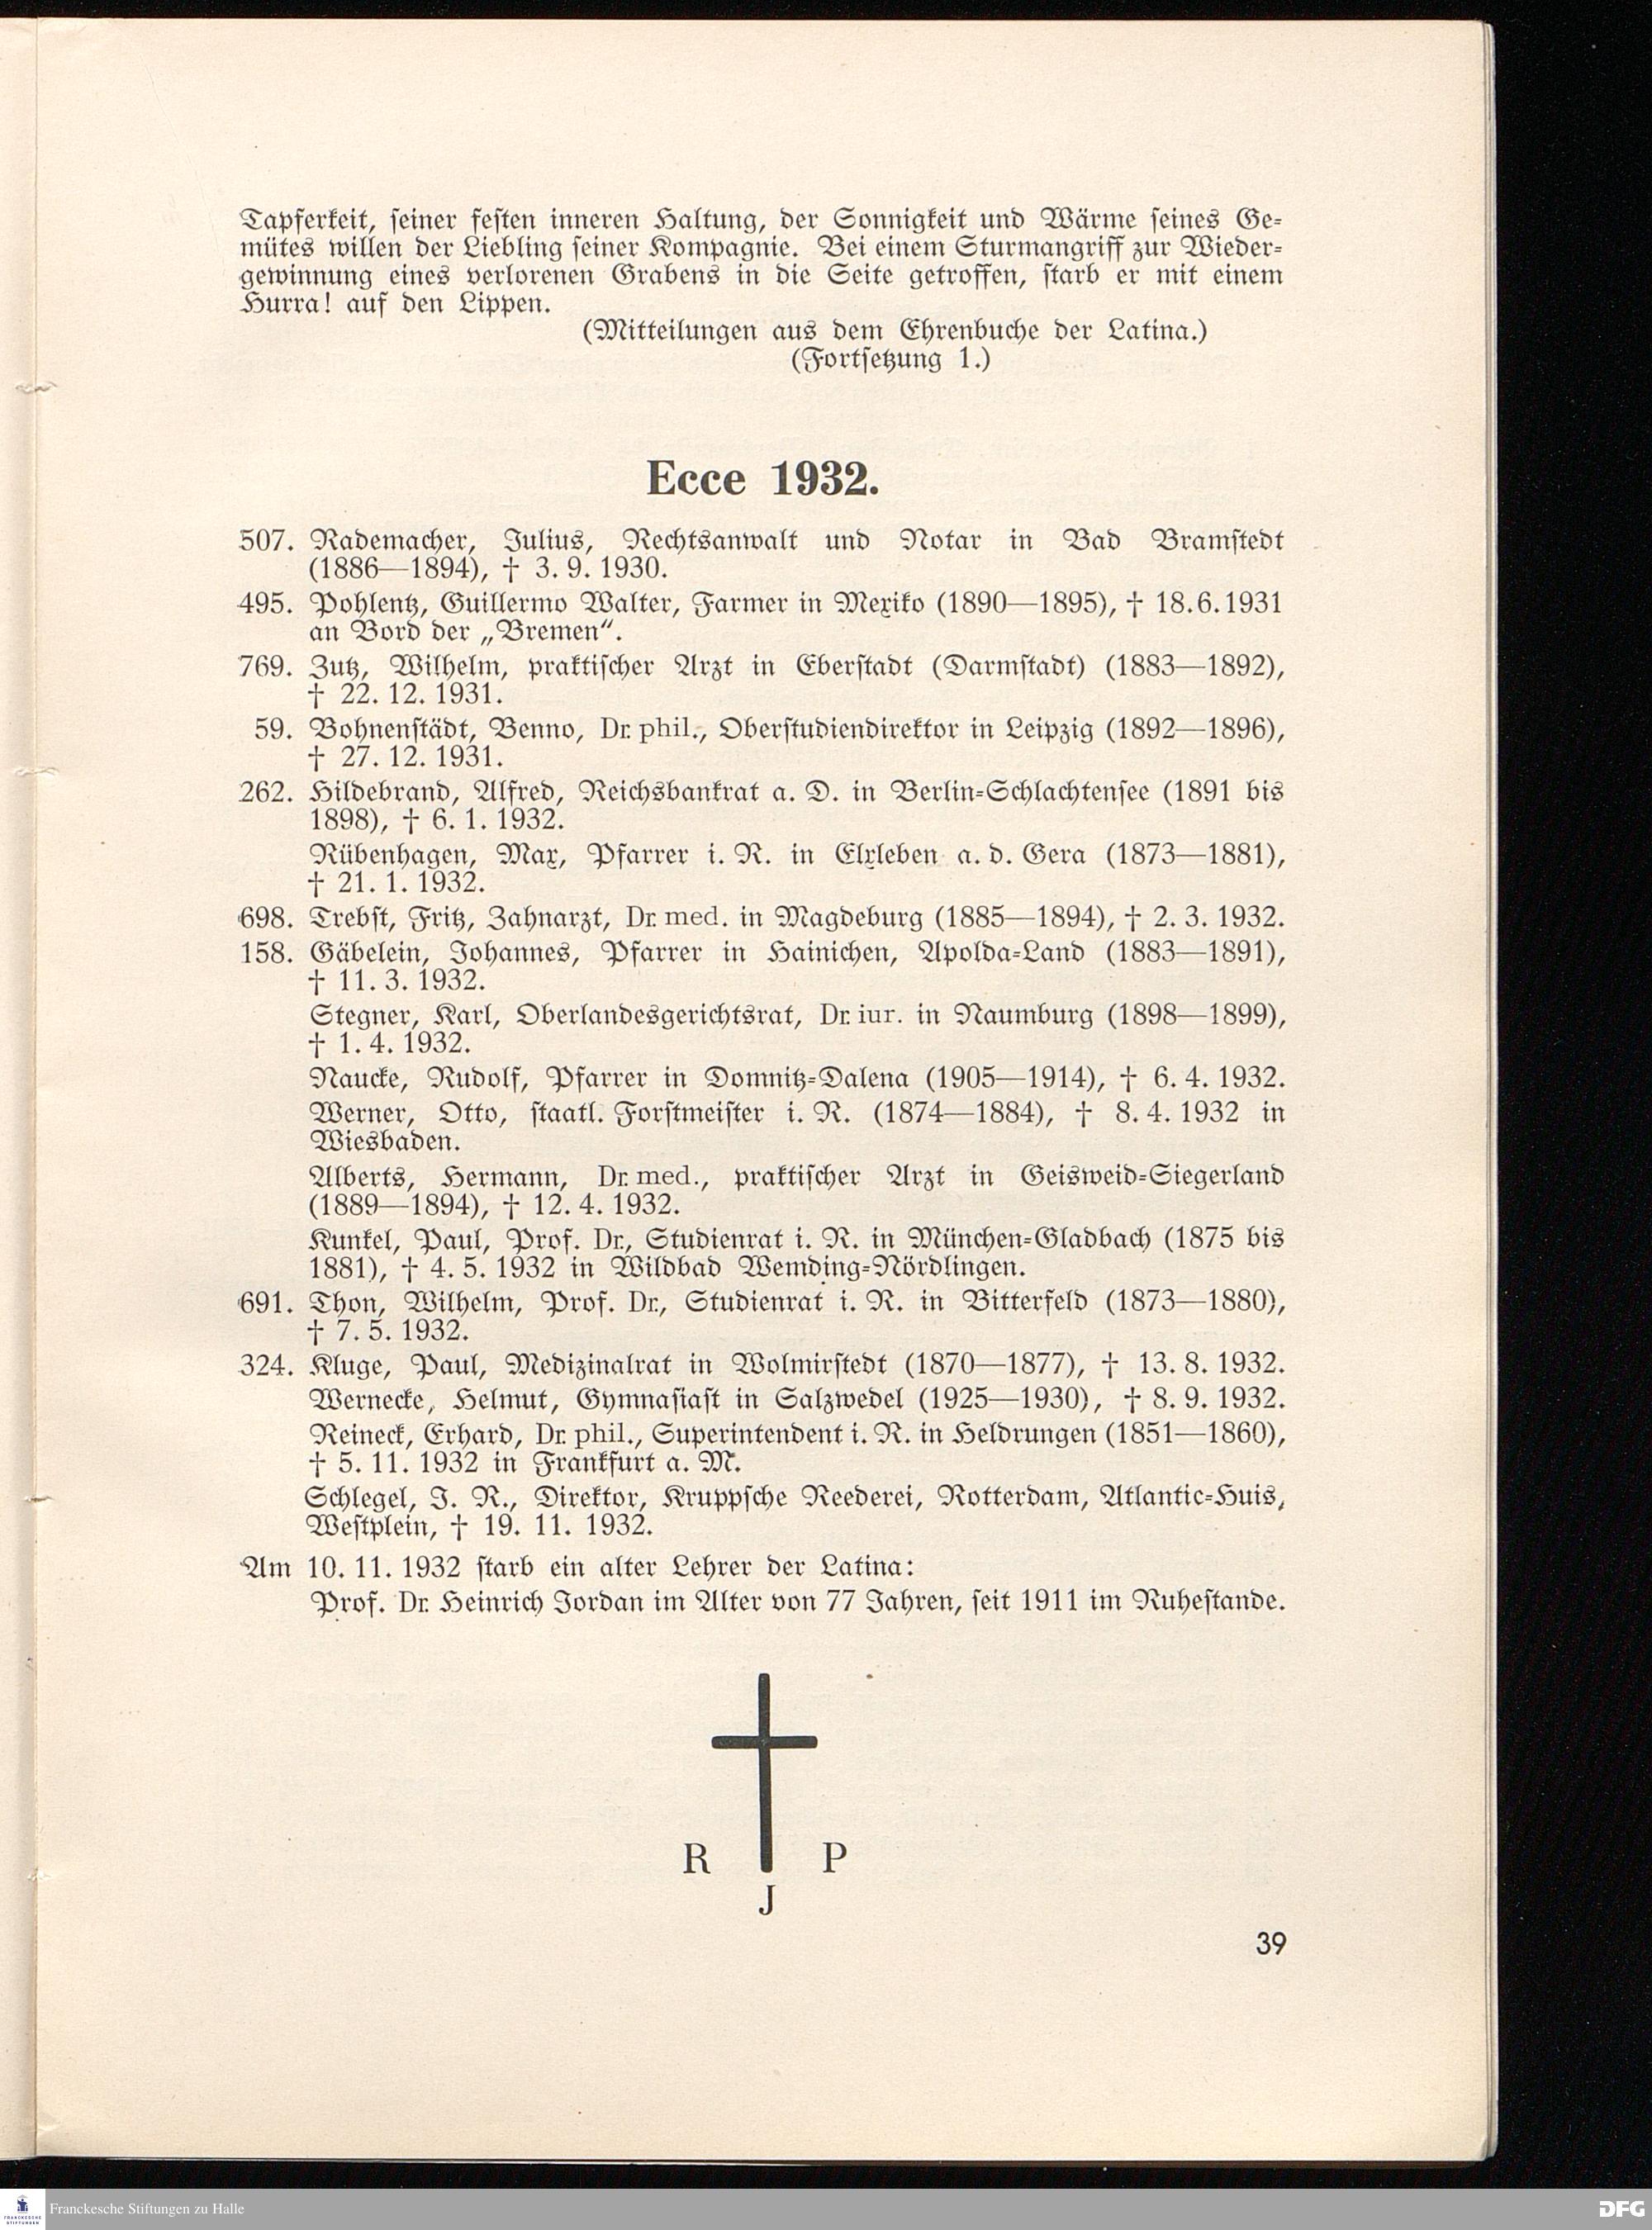 Tapferkeit, seiner festen inneren Haltung, der Sonnigkeit und Wärme seines Ge-
mütes willen der Liebling seiner Kompagnie. Bei einem Sturmangriff zur Wieder-
gewinnung eines verlorenen Grabens in die Seite getroffen, starb er mit einem
Hurra! auf den Lippen.
(Mitteilungen aus dem Ehrenbuche der Latina.)
(Fortsetzung 1.)
Ecce 1932.
507. Rademacher, Julius, Rechtsanwalt und Notar in Bad Bramstedt
(1886—1894), † 3. 9. 1930.
495. Pohlentz, Guillermo Walter, Farmer in Mexiko (1890—1895), † 18. 6. 1931
an Bord der „Bremen“.
769. Zutz, Wilhelm, praktischer Arzt in Eberstadt (Darmstadt) (1883—1892),
† 22. 12. 1931.
59. Bohnenstädt, Benno, Dr. phil., Oberstudiendirektor in Leipzig (1892—1896),
† 27. 12. 1931.
262. Hildebrand, Alfred, Reichsbankrat a. D. in Berlin-Schlachtensee (1891 bis
1898), † 6. 1. 1932.
Rübenhagen, Max, Pfarrer i. R. in Elxleben a. d. Gera (1873—1881),
† 21. 1. 1932.
698. Trebst, Fritz, Zahnarzt, Dr. med. in Magdeburg (1885—1894), † 2. 3. 1932.
158. Gäbelein, Johannes, Pfarrer in Hainichen, Apolda-Land (1883—1891),
† 11. 3. 1932.
Stegner, Karl, Oberlandesgerichtsrat, Dr. iur. in Naumburg (1898—1899),
† 1. 4. 1932.
Naucke, Rudolf, Pfarrer in Domnitz-Dalena (1905—1914), † 6. 4. 1932.
Werner, Otto, staatl. Forstmeister i. R. (1874—1884), † 8. 4. 1932 in
Wiesbaden.
Alberts, Hermann, Dr. med., praktischer Arzt in Geisweid-Siegerland
(1889—1894), † 12. 4. 1932.
Kunkel, Paul, Prof. Dr., Studienrat i. R. in München-Gladbach (1875 bis
1881), † 4. 5. 1932 in Wildbad Wemding-Nördlingen.
691. Thon, Wilhelm, Prof. Dr., Studienrat i. R. in Bitterfeld (1873—1880),
† 7. 5. 1932.
324. Kluge, Paul, Medizinalrat in Wolmirstedt (1870—1877), † 13. 8. 1932.
Wernecke, Helmut, Gymnasiast in Salzwedel (1925—1930), † 8. 9. 1932.
Reineck, Erhard, Dr. phil., Superintendent i. R. in Heldrungen (1851—1860),
† 5. 11. 1932 in Frankfurt a. M.
Schlegel, J. R., Direktor, Kruppsche Reederei, Rotterdam, Atlantic-Huis,
Westplein, † 19. 11. 1932.
Am 10. 11. 1932 starb ein alter Lehrer der Latina:
Prof. Dr. Heinrich Jordan im Alter von 77 Jahren, seit 1911 im Ruhestande.
R P
J
39
FRANCKESCHE
STIFTUNGEN
Franckesche Stiftungen zu Halle
DFG